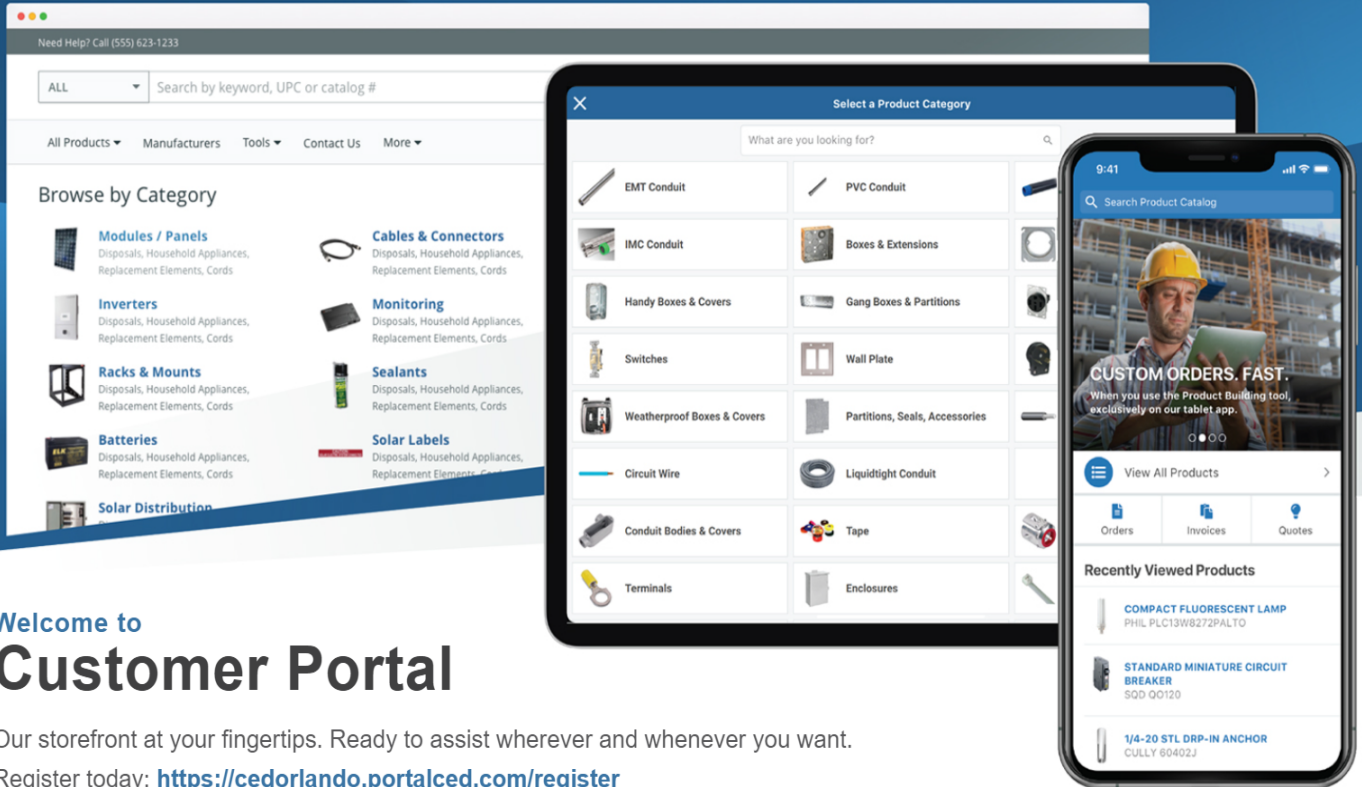 Need Help? Call (555) 623-1233
ALL
Search by keyword, UPC or catalog #
All Products
Manufacturers
Tools
Contact Us
More
Browse by Category
Modules / Panels
Disposals, Household Appliances,
Replacement Elements, Cords
Cables & Connectors
Disposals, Household Appliances,
Replacement Elements, Cords
Inverters
Disposals, Household Appliances,
Replacement Elements, Cords
Monitoring
Disposals, Household Appliances,
Replacement Elements, Cords
Racks & Mounts
Disposals, Household Appliances,
Replacement Elements, Cords
Sealants
Disposals, Household Appliances,
Replacement Elements, Cords
Batteries
Disposals, Household Appliances,
Replacement Elements, Cords
Solar Labels
Disposals, Household Appliances,
Replacement Elements, Cords
Solar Distribution
Select a Product Category
What are you looking for?
EMT Conduit
PVC Conduit
IMC Conduit
Boxes & Extensions
Handy Boxes & Covers
Gang Boxes & Partitions
Switches
Wall Plate
Weatherproof Boxes & Covers
Partitions, Seals, Accessories
Circuit Wire
Liquidtight Conduit
Conduit Bodies & Covers
Tape
Terminals
Enclosures
9:41
Search Product Catalog
CUSTOM ORDERS. FAST.
When you use the Product Building tool,
exclusively on our tablet app.
View All Products
Orders
Invoices
Quotes
Recently Viewed Products
COMPACT FLUORESCENT LAMP
PHIL PLC13W8272PALTO
STANDARD MINIATURE CIRCUIT
BREAKER
SQD QO120
1/4-20 STL DRP-IN ANCHOR
CULLY 60402J
Welcome to
Customer Portal
Our storefront at your fingertips. Ready to assist wherever and whenever you want.
Register today: https://cedorlando.portalced.com/register